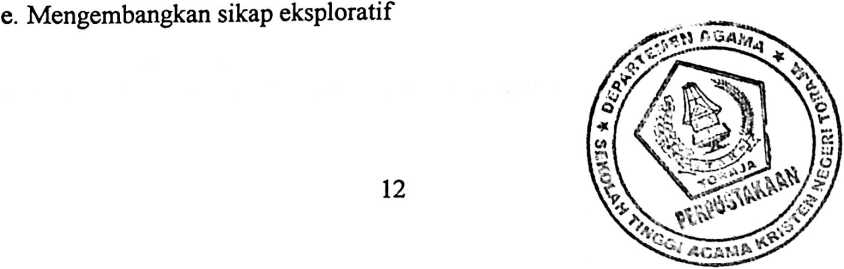 e. Mengembangkan sikap eksploratif
12
★ DEPARTEMEN AGAMA ★
SEKOLAH TINGGI AGAMA KRISTEN NEGERI TORAJA
TORAJA
PERPUSTAKAAN